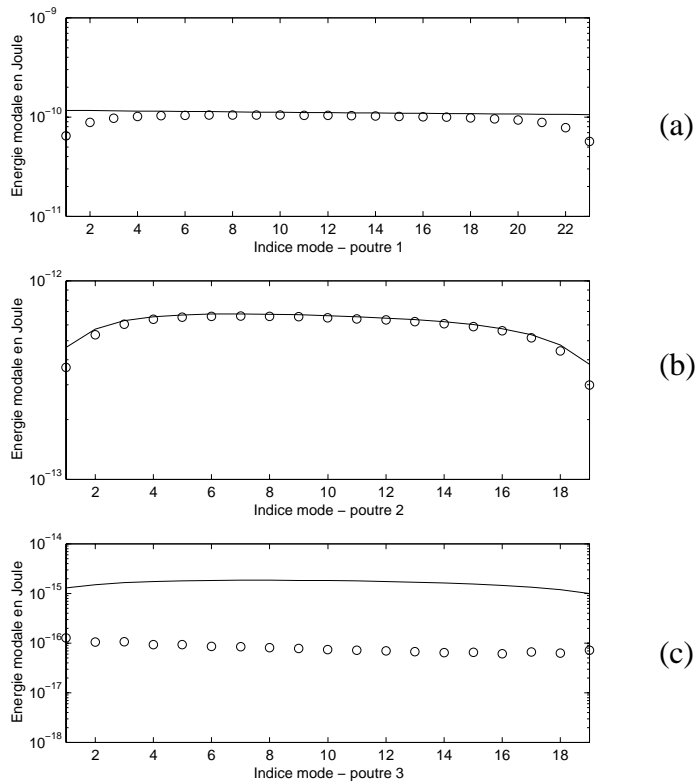 10−9
10−10
10−11
Energie modale en Joule
2 4 6 8 10 12 14 16 18 20 22
Indice mode − poutre 1
(a)
10−12
10−13
Energie modale en Joule
2 4 6 8 10 12 14 16 18
Indice mode − poutre 2
(b)
10−14
10−15
10−16
10−17
10−18
Energie modale en Joule
2 4 6 8 10 12 14 16 18
Indice mode − poutre 3
(c)